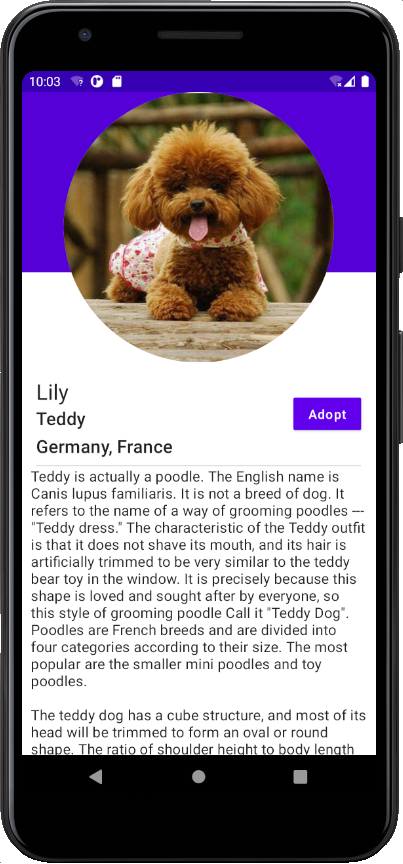 10:03
Lily
Teddy
Adopt
Germany, France
Teddy is actually a poodle. The English name is
Canis lupus familiaris. It is not a breed of dog. It
refers to the name of a way of grooming poodles ---
"Teddy dress." The characteristic of the Teddy outfit
is that it does not shave its mouth, and its hair is
artificially trimmed to be very similar to the teddy
bear toy in the window. It is precisely because this
shape is loved and sought after by everyone, so
this style of grooming poodle Call it "Teddy Dog".
Poodles are French breeds and are divided into
four categories according to their size. The most
popular are the smaller mini poodles and toy
poodles.
The teddy dog has a cube structure, and most of its
head will be trimmed to form an oval or round
shape. The ratio of shoulder height to body length